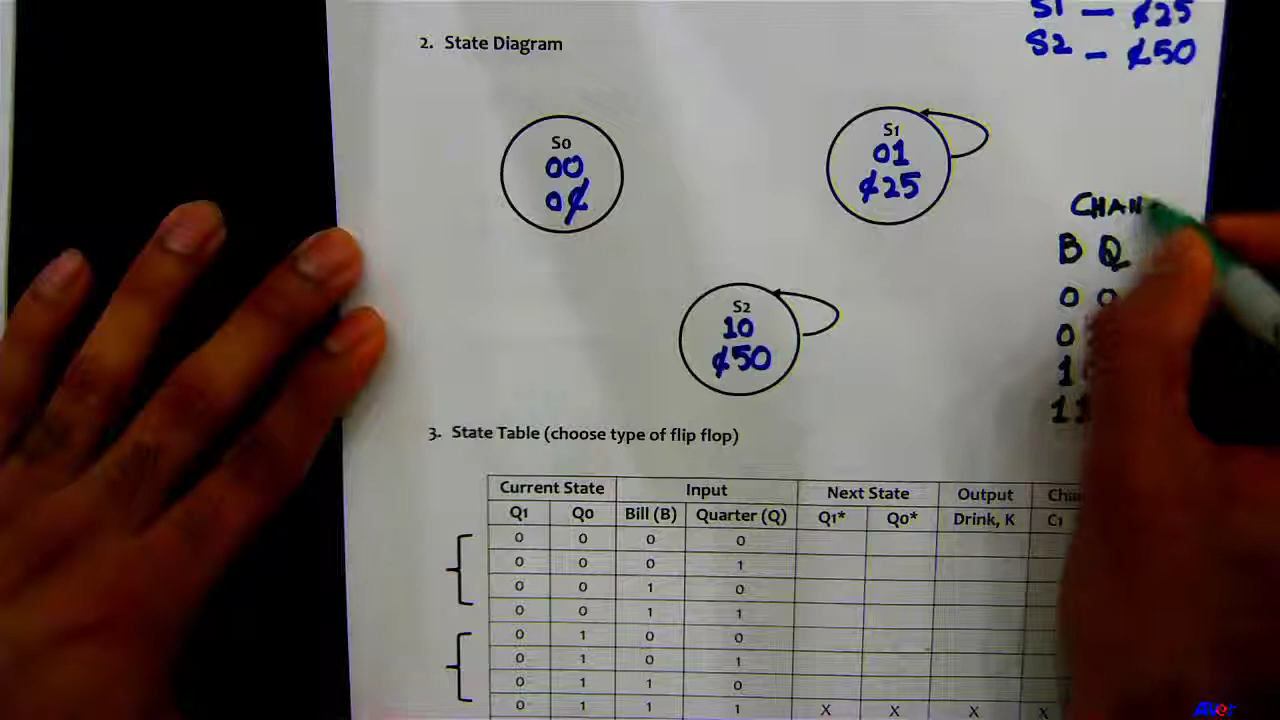 S1 — ¢25
S2 — ¢50
2. State Diagram
S0
00
0¢
S1
01
¢25
S2
10
¢50
CHAN
B Q
0 0
0
1
11
3. State Table (choose type of flip flop)
Current State Input Next State Output
Q1 Q0 Bill (B) Quarter (Q) Q1* Q0* Drink, K C1
0 0 0 0
0 0 0 1
0 0 1 0
0 0 1 1
0 1 0 0
0 1 0 1
0 1 1 0
0 1 1 1 X X X X
AVer